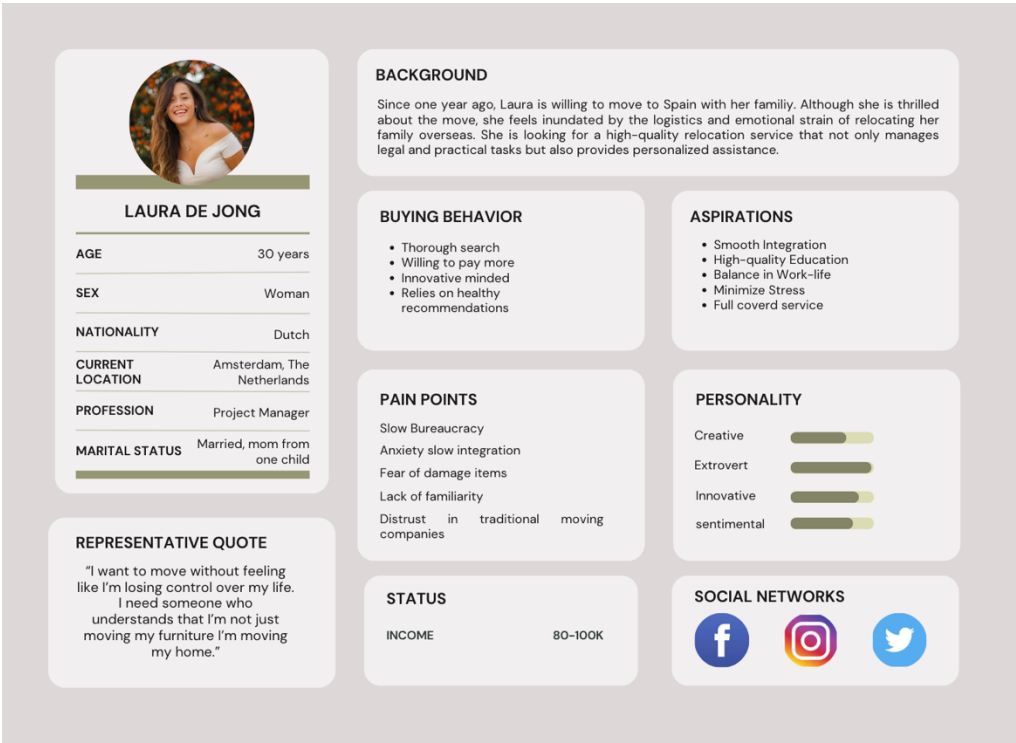 LAURA DE JONG
AGE 30 years
SEX Woman
NATIONALITY Dutch
CURRENT LOCATION Amsterdam, The
Netherlands
PROFESSION Project Manager
MARITAL STATUS Married, mom from
one child
REPRESENTATIVE QUOTE
“I want to move without feeling
like I’m losing control over my life.
I need someone who
understands that I’m not just
moving my furniture I’m moving
my home.”
BACKGROUND
Since one year ago, Laura is willing to move to Spain with her familiy. Although she is thrilled
about the move, she feels inundated by the logistics and emotional strain of relocating her
family overseas. She is looking for a high-quality relocation service that not only manages
legal and practical tasks but also provides personalized assistance.
BUYING BEHAVIOR
• Thorough search
• Willing to pay more
• Innovative minded
• Relies on healthy
recommendations
ASPIRATIONS
• Smooth Integration
• High-quality Education
• Balance in Work-life
• Minimize Stress
• Full coverd service
PAIN POINTS
Slow Bureaucracy
Anxiety slow integration
Fear of damage items
Lack of familiarity
Distrust in traditional moving
companies
PERSONALITY
Creative
Extrovert
Innovative
sentimental
STATUS
INCOME 80-100K
SOCIAL NETWORKS